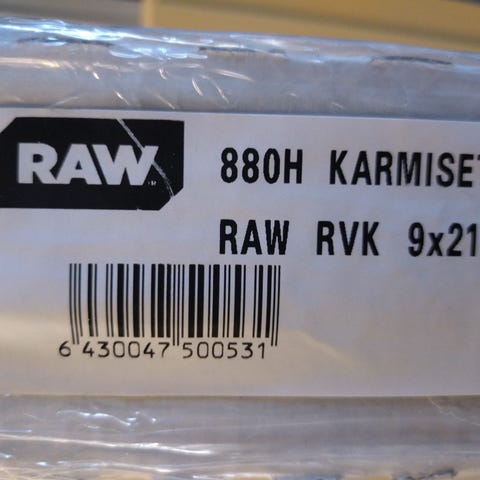 RAW
880H KARMISET
RAW RVK 9x21
6 430047 500531